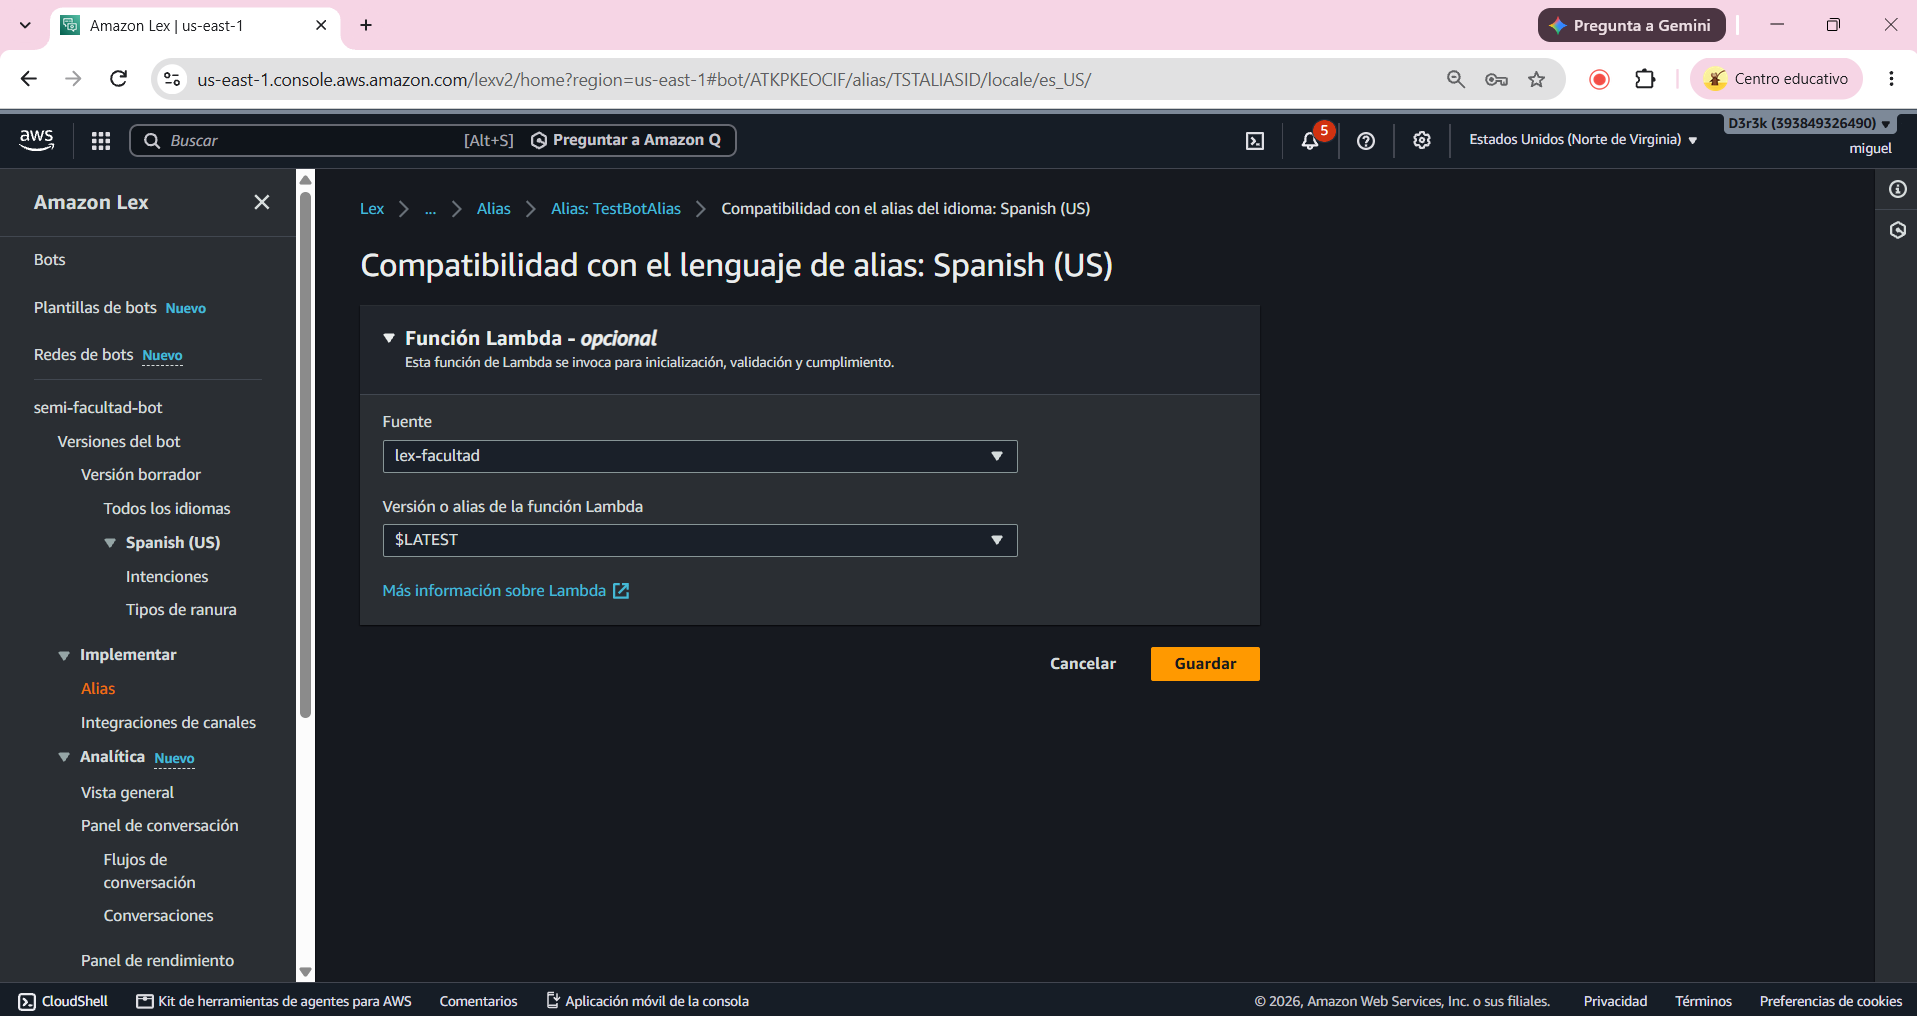 Amazon Lex | us-east-1
Pregunta a Gemini
us-east-1.console.aws.amazon.com/lexv2/home?region=us-east-1#bot/ATKPKEOCIF/alias/TSTALIASID/locale/es_US/
Centro educativo
aws
Buscar
[Alt+S]
Preguntar a Amazon Q
5
Estados Unidos (Norte de Virginia)
D3r3k (393849326490)
miguel
Amazon Lex
Bots
Plantillas de bots Nuevo
Redes de bots Nuevo
semi-facultad-bot
Versiones del bot
Versión borrador
Todos los idiomas
Spanish (US)
Intenciones
Tipos de ranura
Implementar
Alias
Integraciones de canales
Analítica Nuevo
Vista general
Panel de conversación
Flujos de
conversación
Conversaciones
Panel de rendimiento
Lex
...
Alias
Alias: TestBotAlias
Compatibilidad con el alias del idioma: Spanish (US)
Compatibilidad con el lenguaje de alias: Spanish (US)
Función Lambda - opcional
Esta función de Lambda se invoca para inicialización, validación y cumplimiento.
Fuente
lex-facultad
Versión o alias de la función Lambda
$LATEST
Más información sobre Lambda
Cancelar
Guardar
CloudShell
Kit de herramientas de agentes para AWS
Comentarios
Aplicación móvil de la consola
© 2026, Amazon Web Services, Inc. o sus filiales.
Privacidad
Términos
Preferencias de cookies